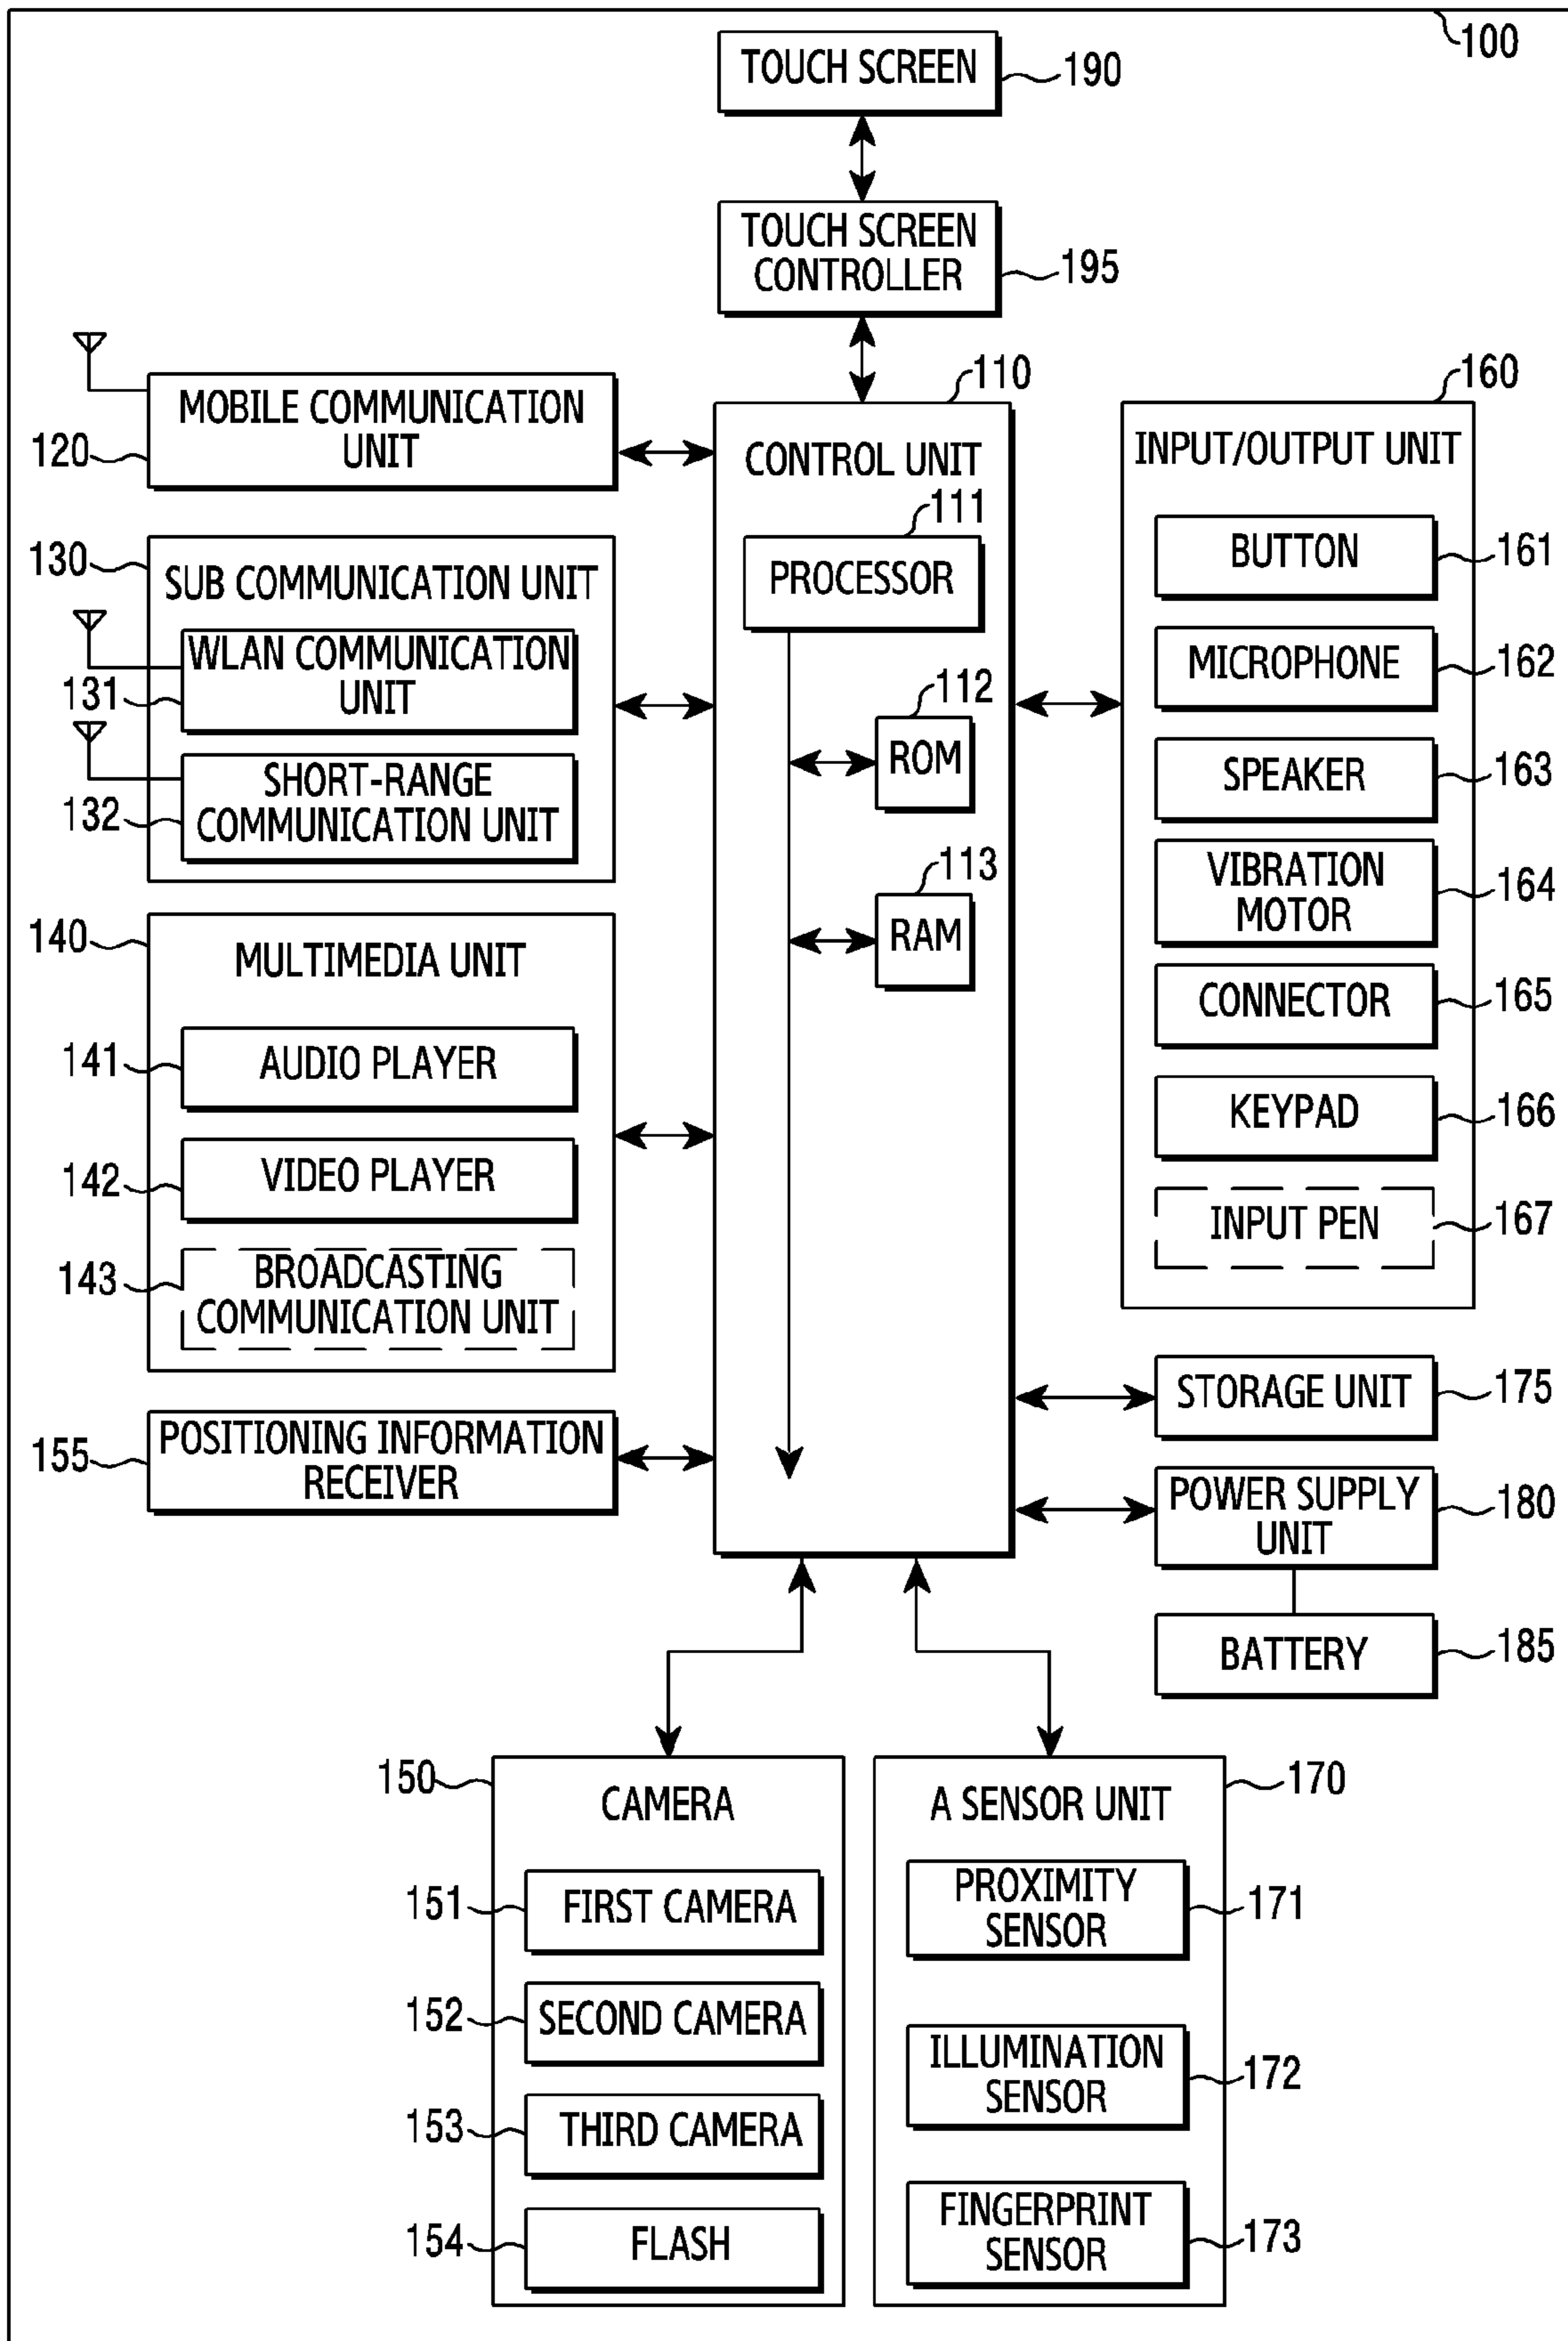 100
TOUCH SCREEN
190
TOUCH SCREEN
CONTROLLER
195
MOBILE COMMUNICATION
UNIT
120
130
SUB COMMUNICATION UNIT
WLAN COMMUNICATION
UNIT
131
SHORT-RANGE
COMMUNICATION UNIT
132
140
MULTIMEDIA UNIT
141
AUDIO PLAYER
142
VIDEO PLAYER
143
BROADCASTING
COMMUNICATION UNIT
155
POSITIONING INFORMATION
RECEIVER
110
CONTROL UNIT
111
PROCESSOR
112
ROM
113
RAM
160
INPUT/OUTPUT UNIT
BUTTON
161
MICROPHONE
162
SPEAKER
163
VIBRATION
MOTOR
164
CONNECTOR
165
KEYPAD
166
INPUT PEN
167
STORAGE UNIT
175
POWER SUPPLY
UNIT
180
BATTERY
185
150
CAMERA
151
FIRST CAMERA
152
SECOND CAMERA
153
THIRD CAMERA
154
FLASH
A SENSOR UNIT
170
PROXIMITY
SENSOR
171
ILLUMINATION
SENSOR
172
FINGERPRINT
SENSOR
173